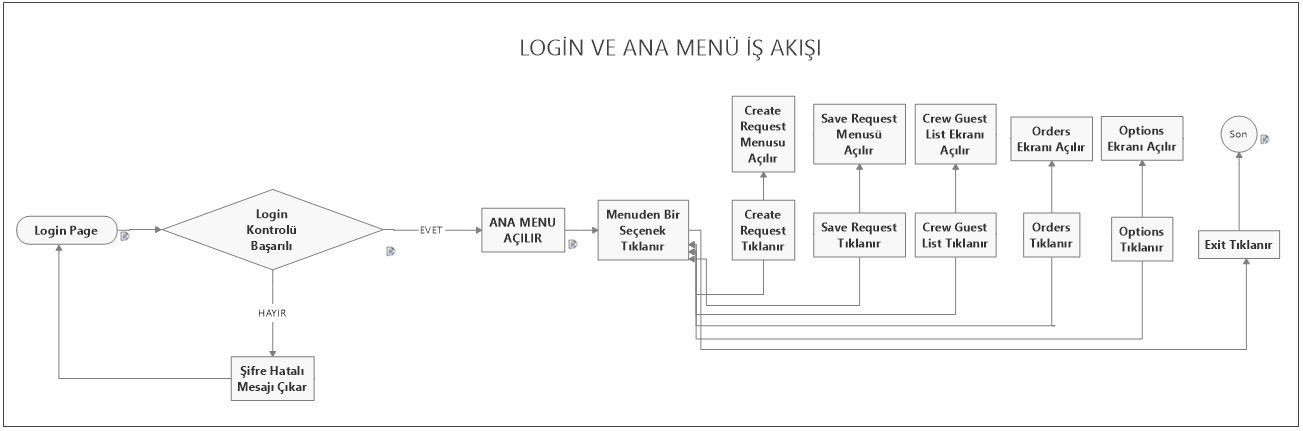 LOGİN VE ANA MENÜ İŞ AKIŞI
Login Page
Login
Kontrolü
Başarılı
EVET
HAYIR
Şifre Hatalı
Mesajı Çıkar
ANA MENU
AÇILIR
Menuden Bir
Seçenek
Tıklanır
Create
Request
Menusu
Açılır
Create
Request
Tıklanır
Save Request
Menusü
Açılır
Save Request
Tıklanır
Crew Guest
List Ekranı
Açılır
Crew Guest
List Tıklanır
Orders
Ekranı Açılır
Orders
Tıklanır
Options
Ekranı Açılır
Options
Tıklanır
Son
Exit Tıklanır